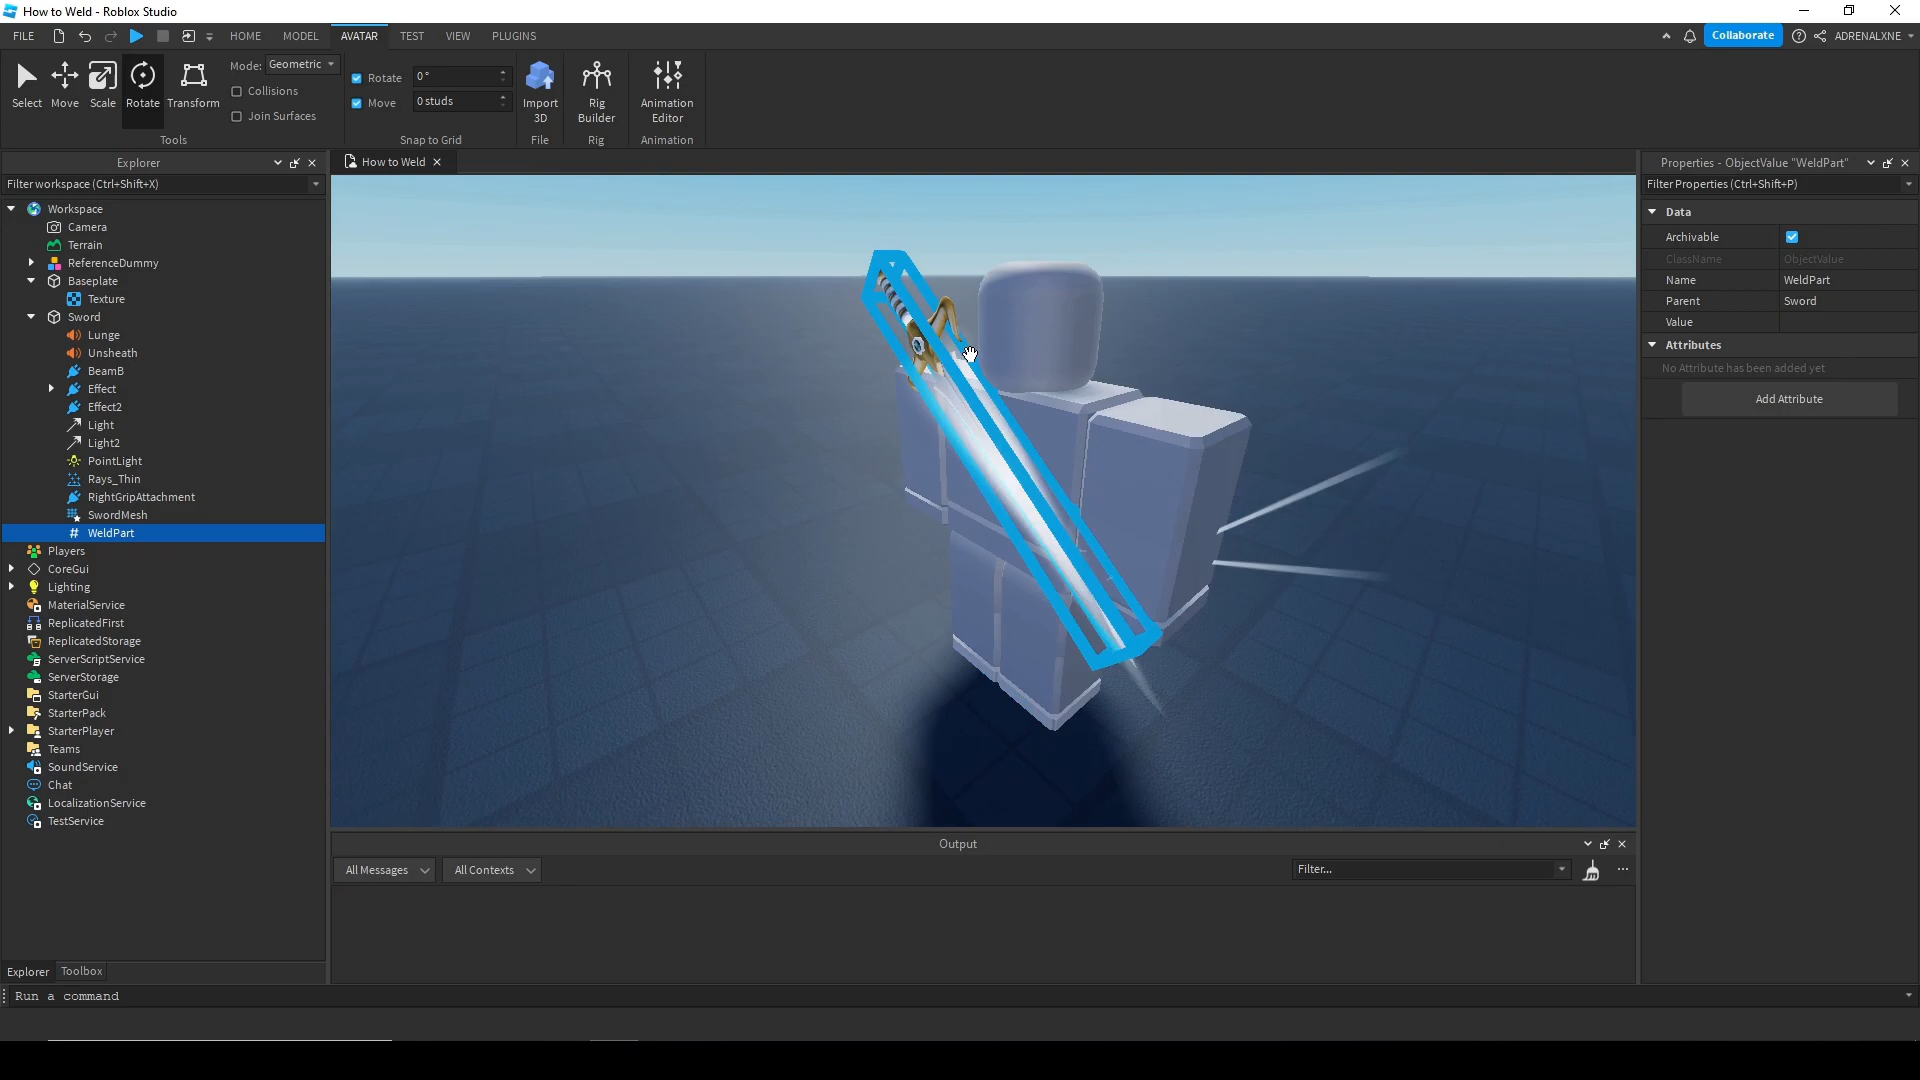 How to Weld - Roblox Studio
FILE HOME MODEL AVATAR TEST VIEW PLUGINS Collaborate ADRENALXNE
Select Move Scale Rotate Transform
Mode: Geometric
Collisions
Join Surfaces
Tools
Rotate 0 °
Move 0 studs
Snap to Grid
Import 3D
File
Rig Builder
Rig
Animation Editor
Animation
Explorer
Filter workspace (Ctrl+Shift+X)
Workspace
Camera
Terrain
ReferenceDummy
Baseplate
Texture
Sword
Lunge
Unsheath
BeamB
Effect
Effect2
Light
Light2
PointLight
Rays_Thin
RightGripAttachment
SwordMesh
# WeldPart
Players
CoreGui
Lighting
MaterialService
ReplicatedFirst
ReplicatedStorage
ServerScriptService
ServerStorage
StarterGui
StarterPack
StarterPlayer
Teams
SoundService
Chat
LocalizationService
TestService
Explorer Toolbox
How to Weld
Output
All Messages All Contexts Filter...
Properties - ObjectValue "WeldPart"
Filter Properties (Ctrl+Shift+P)
Data
Archivable
ClassName ObjectValue
Name WeldPart
Parent Sword
Value
Attributes
No Attribute has been added yet
Add Attribute
Run a command